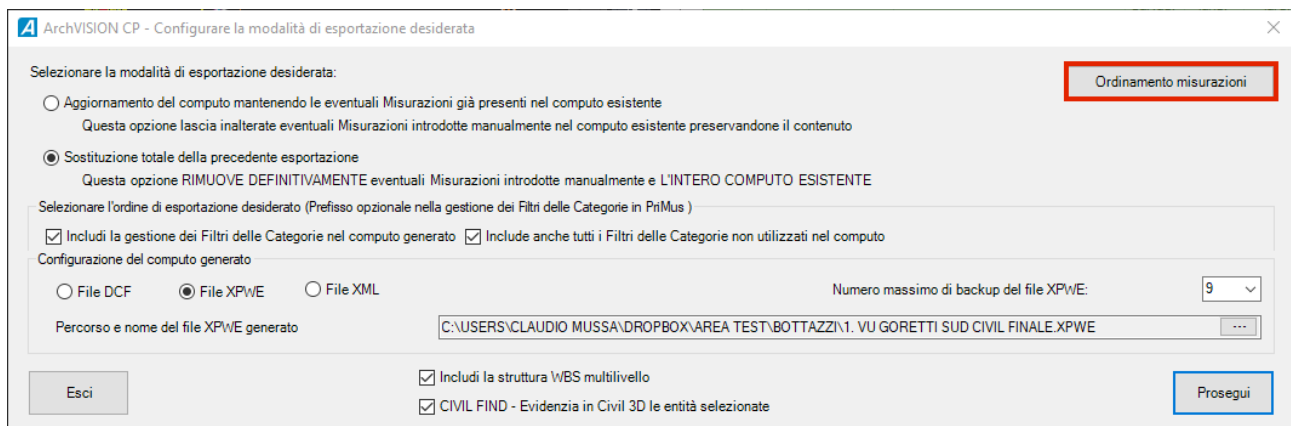 ArchVISION CP - Configurare la modalità di esportazione desiderata
Selezionare la modalità di esportazione desiderata:
Ordinamento misurazioni
Aggiornamento del computo mantenendo le eventuali Misurazioni già presenti nel computo esistente
Questa opzione lascia inalterate eventuali Misurazioni introdotte manualmente nel computo esistente preservandone il contenuto
Sostituzione totale della precedente esportazione
Questa opzione RIMUOVE DEFINITIVAMENTE eventuali Misurazioni introdotte manualmente e L'INTERO COMPUTO ESISTENTE
Selezionare l'ordine di esportazione desiderato (Prefisso opzionale nella gestione dei Filtri delle Categorie in PriMus )
Includi la gestione dei Filtri delle Categorie nel computo generato Include anche tutti i Filtri delle Categorie non utilizzati nel computo
Configurazione del computo generato
File DCF File XPWE File XML Numero massimo di backup del file XPWE: 9
Percorso e nome del file XPWE generato C:\USERS\CLAUDIO MUSSA\DROPBOX\AREA TEST\BOTTAZZI\1. VU GORETTI SUD CIVIL FINALE.XPWE ...
Esci
Includi la struttura WBS multilivello
CIVIL FIND - Evidenzia in Civil 3D le entità selezionate
Prosegui